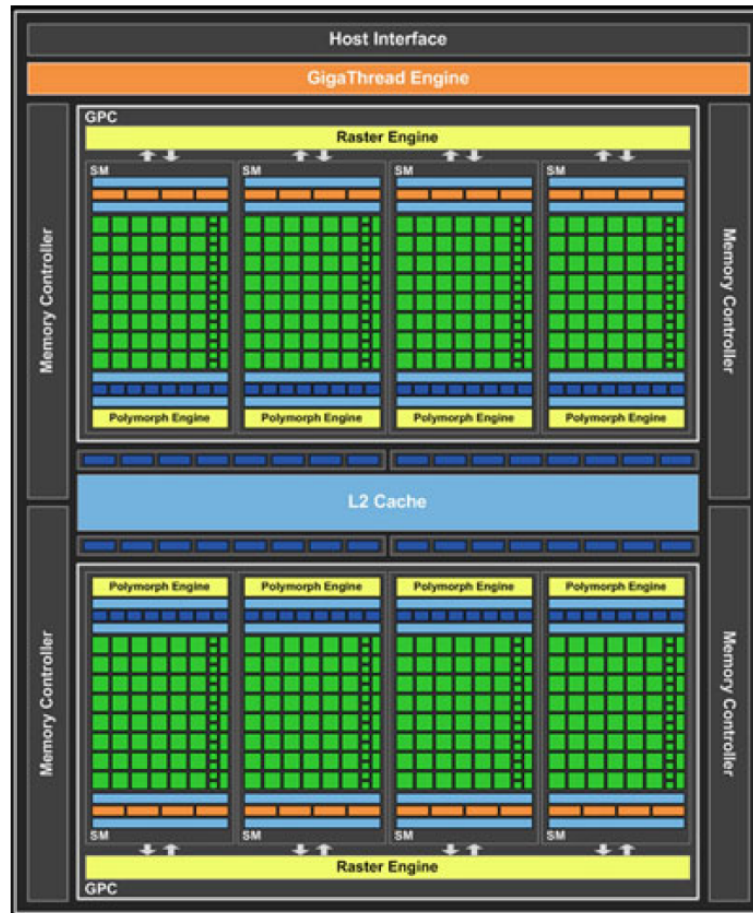 Host Interface
GigaThread Engine
Memory Controller
Memory Controller
GPC
Raster Engine
SM
SM
SM
SM
Polymorph Engine
Polymorph Engine
Polymorph Engine
Polymorph Engine
L2 Cache
Memory Controller
Memory Controller
Polymorph Engine
Polymorph Engine
Polymorph Engine
Polymorph Engine
SM
SM
SM
SM
Raster Engine
GPC